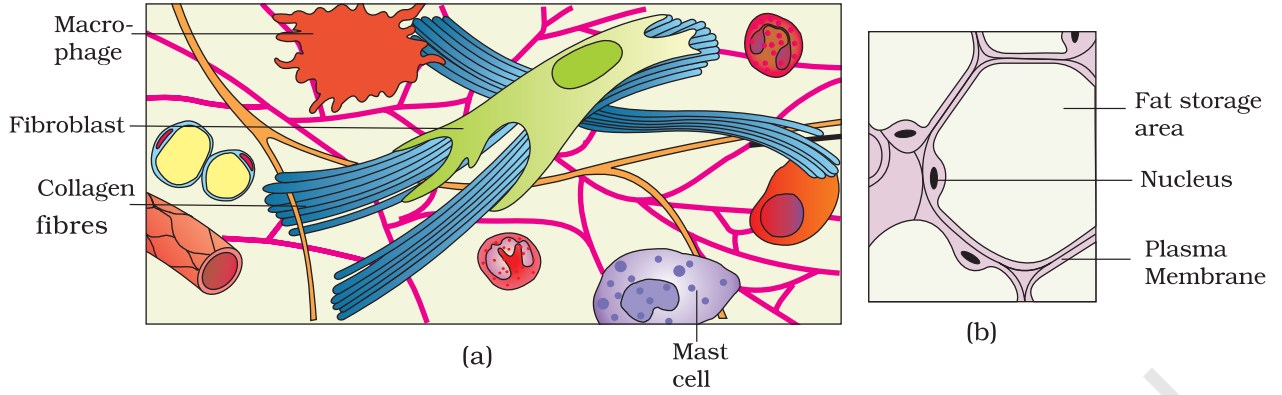 Macro-
phage
Fibroblast
Collagen
fibres
Mast
cell
(a)
Fat storage
area
Nucleus
Plasma
Membrane
(b)